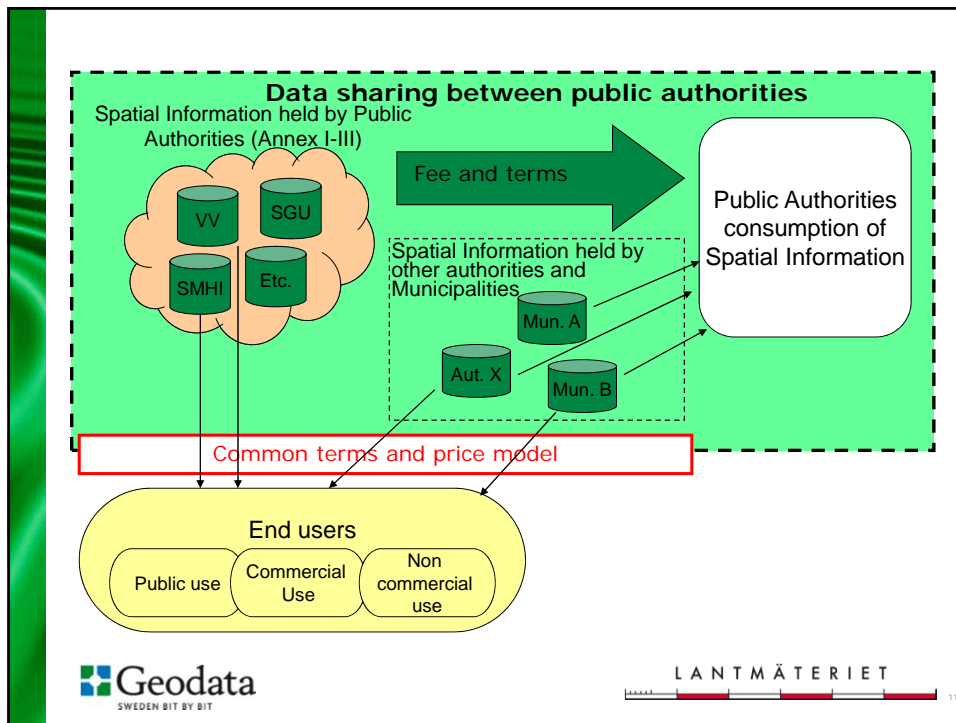 Data sharing between public authorities
Spatial Information held by Public
Authorities (Annex I-III)
VV
SGU
SMHI
Etc.
Fee and terms
Spatial Information held by
other authorities and
Municipalities
Mun. A
Aut. X
Mun. B
Public Authorities
consumption of
Spatial Information
Common terms and price model
End users
Public use
Commercial
Use
Non
commercial
use
Geodata
SWEDEN BIT BY BIT
LANTMÄTERIET
11